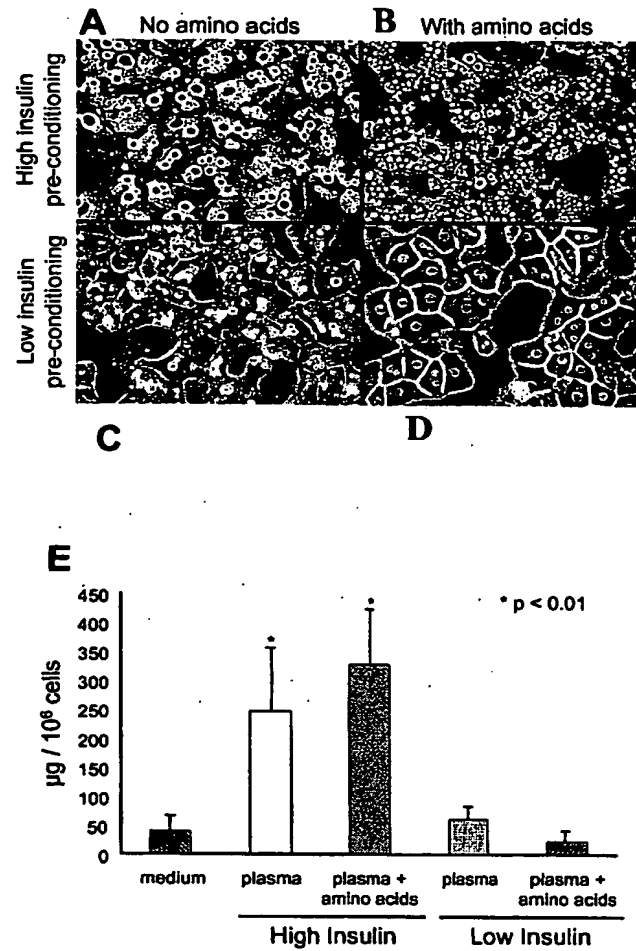 A No amino acids
B With amino acids
High Insulin
pre-conditioning
Low insulin
pre-conditioning
C
D
E
450
400
350
300
250
200
150
100
50
0
µg / 10⁶ cells
*
*
* p < 0.01
medium
plasma
plasma +
amino acids
plasma
plasma +
amino acids
High Insulin
Low Insulin